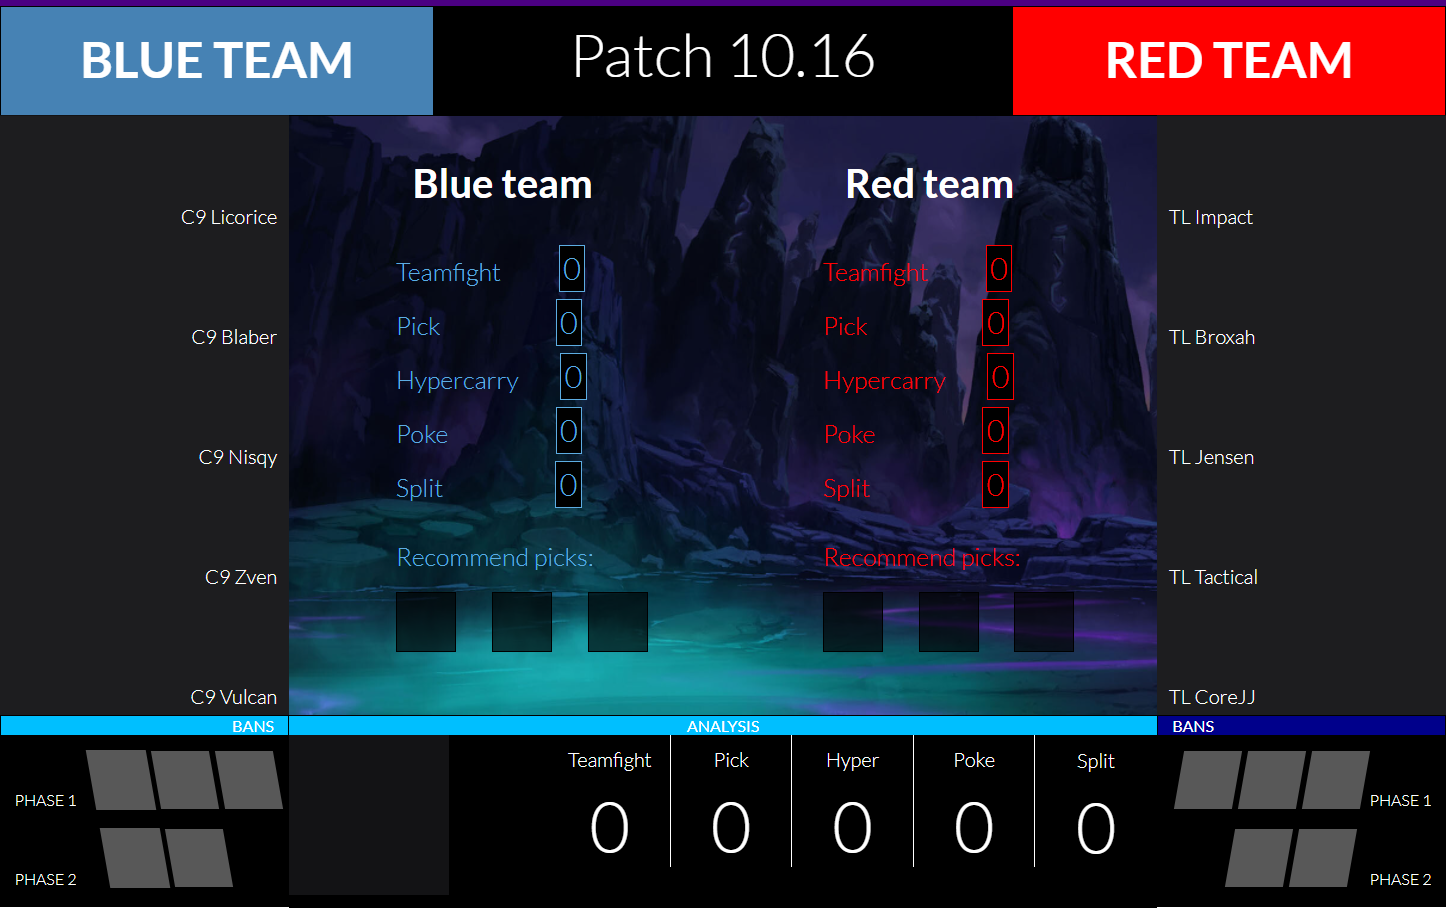 BLUE TEAM
Patch 10.16
RED TEAM
C9 Licorice
C9 Blaber
C9 Nisqy
C9 Zven
C9 Vulcan
Blue team
Teamfight 0
Pick 0
Hypercarry 0
Poke 0
Split 0
Recommend picks:
Red team
Teamfight 0
Pick 0
Hypercarry 0
Poke 0
Split 0
Recommend picks:
TL Impact
TL Broxah
TL Jensen
TL Tactical
TL CoreJJ
BANS
PHASE 1
PHASE 2
ANALYSIS
Teamfight Pick Hyper Poke Split
0 0 0 0 0
BANS
PHASE 1
PHASE 2